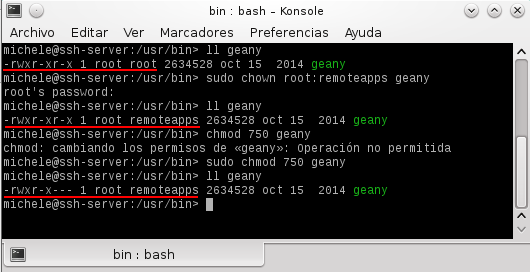 bin : bash – Konsole
Archivo Editar Ver Marcadores Preferencias Ayuda
michele@ssh-server:/usr/bin> ll geany
-rwxr-xr-x 1 root root 2634528 oct 15  2014 geany
michele@ssh-server:/usr/bin> sudo chown root:remoteapps geany
root's password:
michele@ssh-server:/usr/bin> ll geany
-rwxr-xr-x 1 root remoteapps 2634528 oct 15  2014 geany
michele@ssh-server:/usr/bin> chmod 750 geany
chmod: cambiando los permisos de «geany»: Operación no permitida
michele@ssh-server:/usr/bin> sudo chmod 750 geany
michele@ssh-server:/usr/bin> ll geany
-rwxr-x--- 1 root remoteapps 2634528 oct 15  2014 geany
michele@ssh-server:/usr/bin>
bin : bash